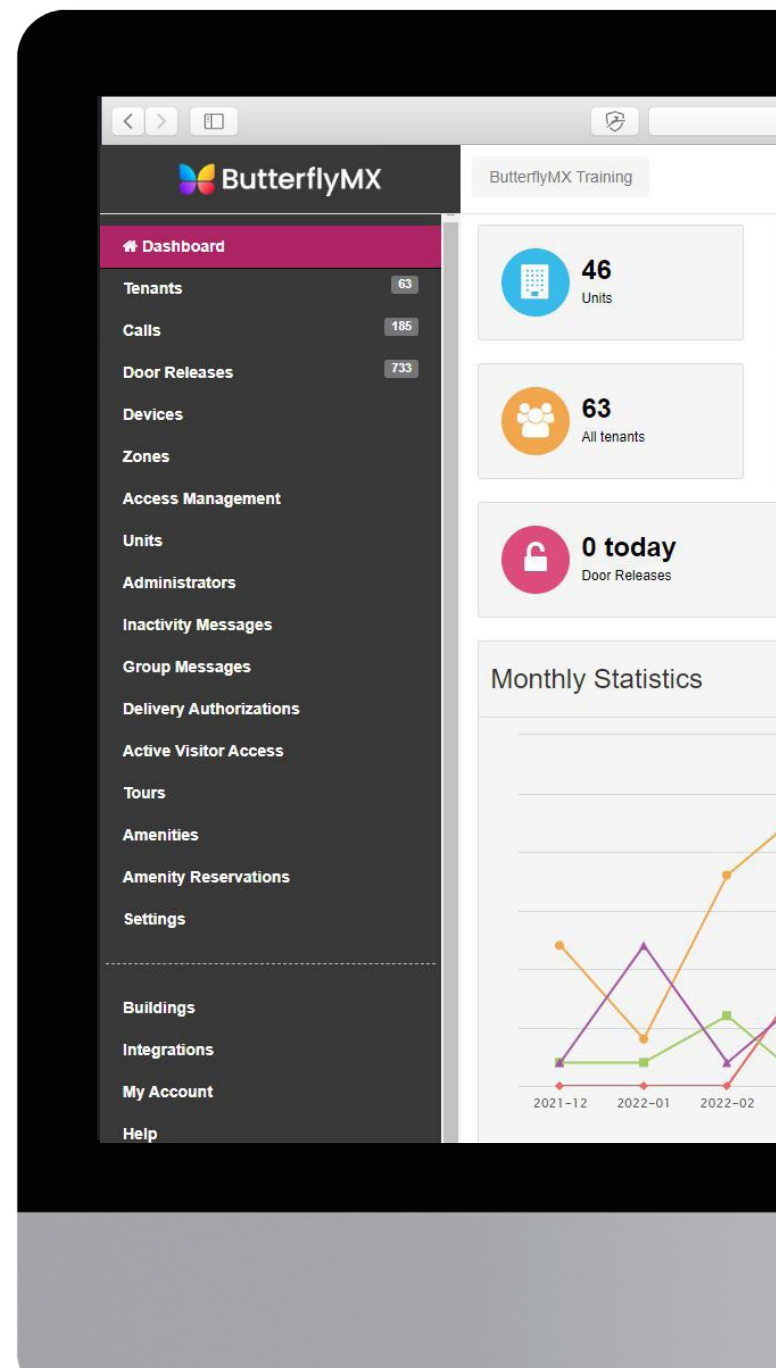 ButterflyMX
ButterflyMX Training
Dashboard
Tenants 63
Calls 185
Door Releases 733
Devices
Zones
Access Management
Units
Administrators
Inactivity Messages
Group Messages
Delivery Authorizations
Active Visitor Access
Tours
Amenities
Amenity Reservations
Settings
Buildings
Integrations
My Account
Help
46
Units
63
All tenants
0 today
Door Releases
Monthly Statistics
2021-12 2022-01 2022-02